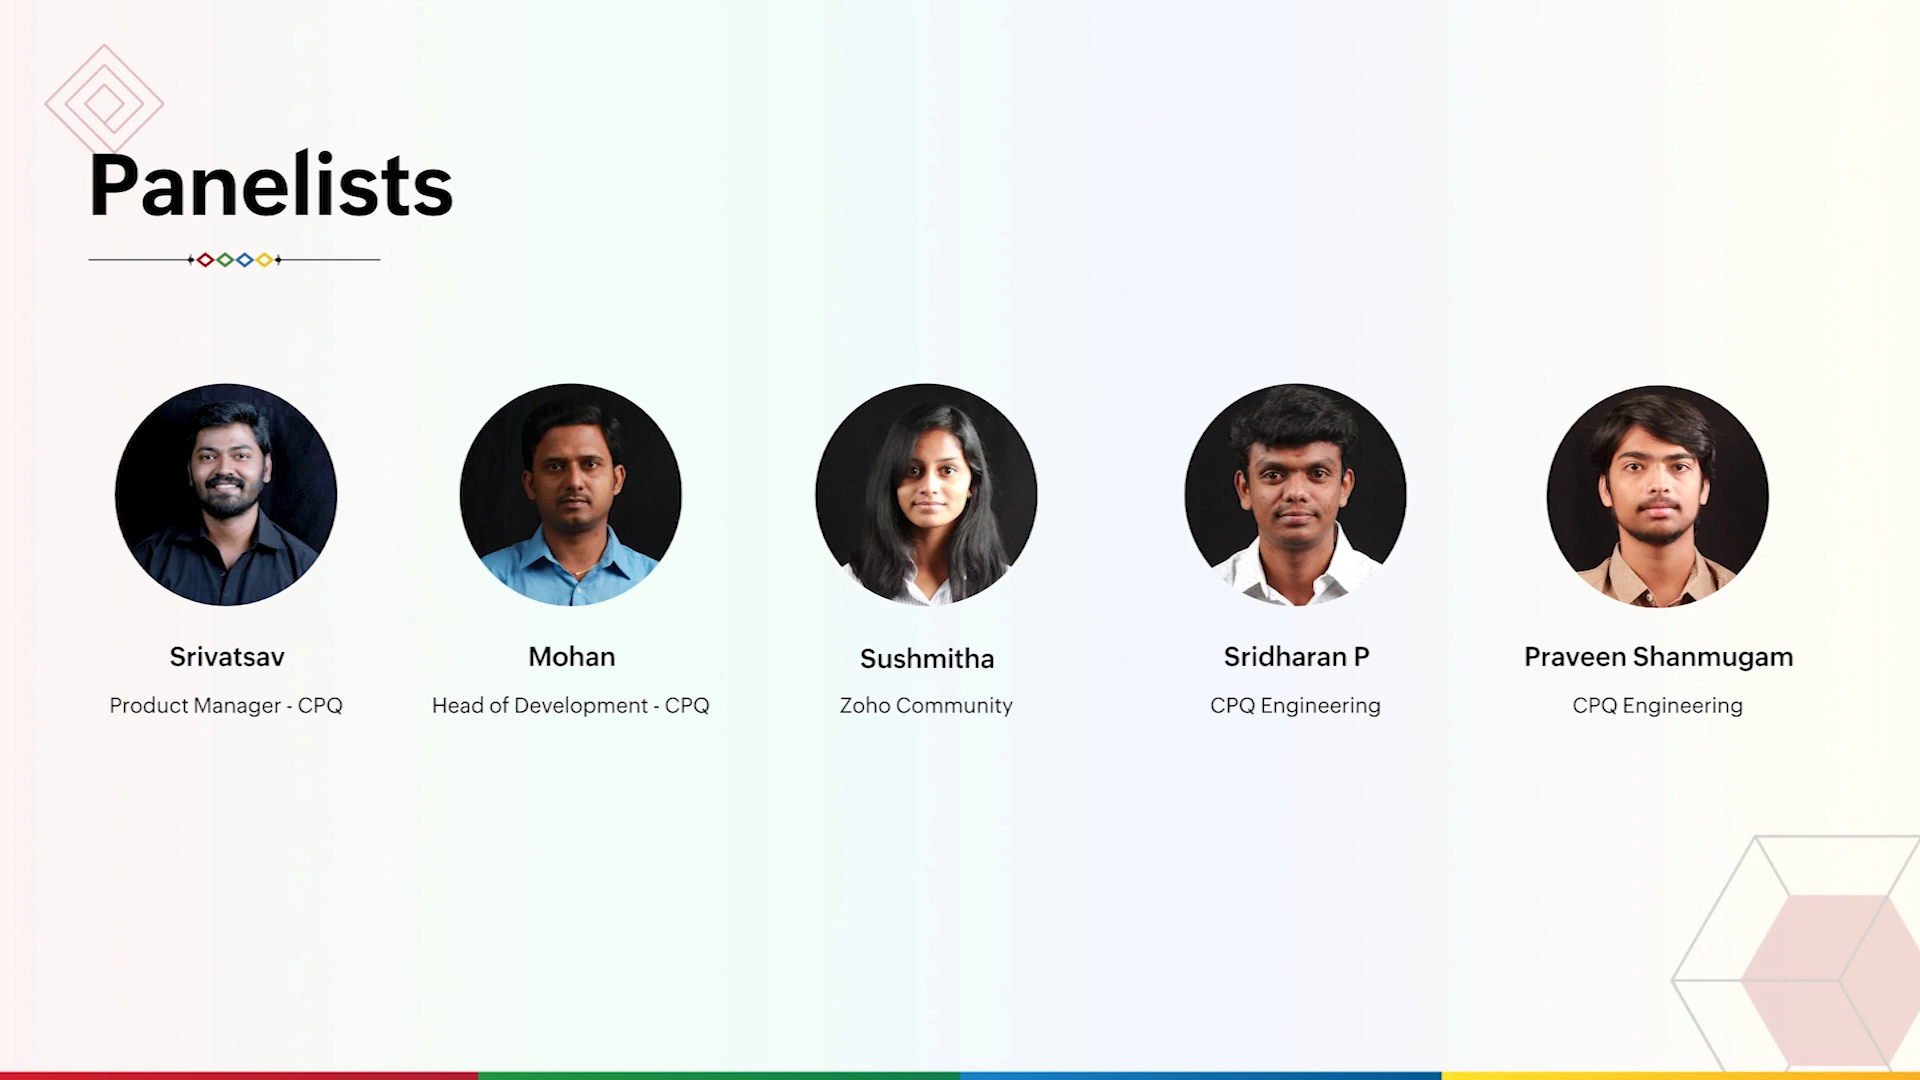 Panelists
Srivatsav
Product Manager - CPQ
Mohan
Head of Development - CPQ
Sushmitha
Zoho Community
Sridharan P
CPQ Engineering
Praveen Shanmugam
CPQ Engineering